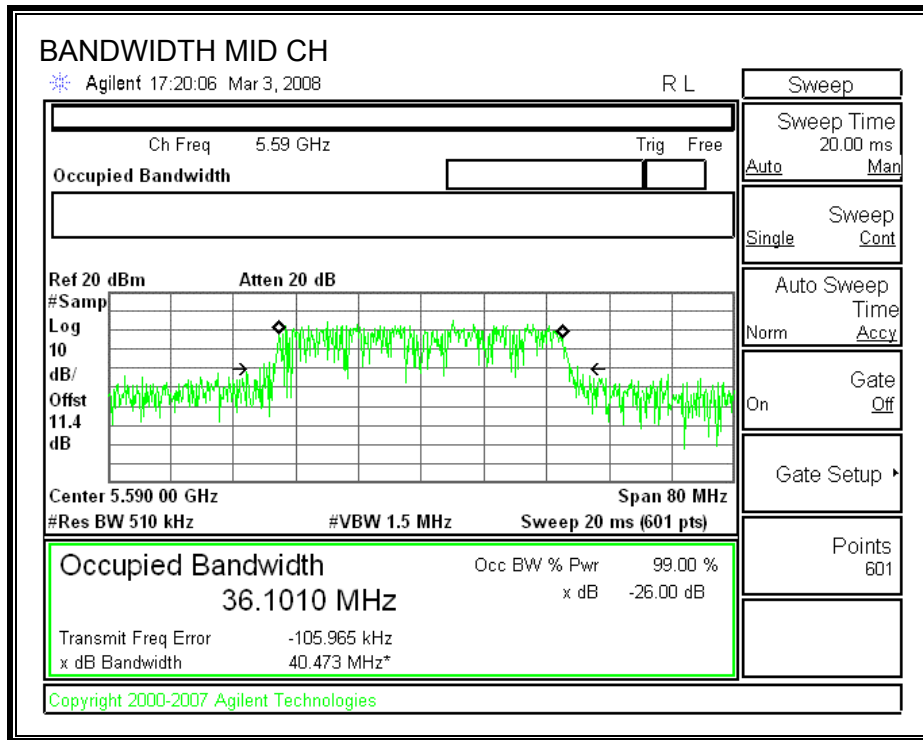 BANDWIDTH MID CH
Agilent 17:20:06 Mar 3, 2008 R L
Ch Freq 5.59 GHz Trig Free
Occupied Bandwidth
Ref 20 dBm Atten 20 dB
#Samp
Log
10
dB/
Offst
11.4
dB
Center 5.590 00 GHz Span 80 MHz
#Res BW 510 kHz #VBW 1.5 MHz Sweep 20 ms (601 pts)
Occupied Bandwidth
36.1010 MHz
Occ BW % Pwr 99.00 %
x dB -26.00 dB
Transmit Freq Error -105.965 kHz
x dB Bandwidth 40.473 MHz*
Copyright 2000-2007 Agilent Technologies
Sweep
Sweep Time
20.00 ms
Auto Man
Sweep
Single Cont
Auto Sweep
Time
Norm Accy
Gate
On Off
Gate Setup
Points
601